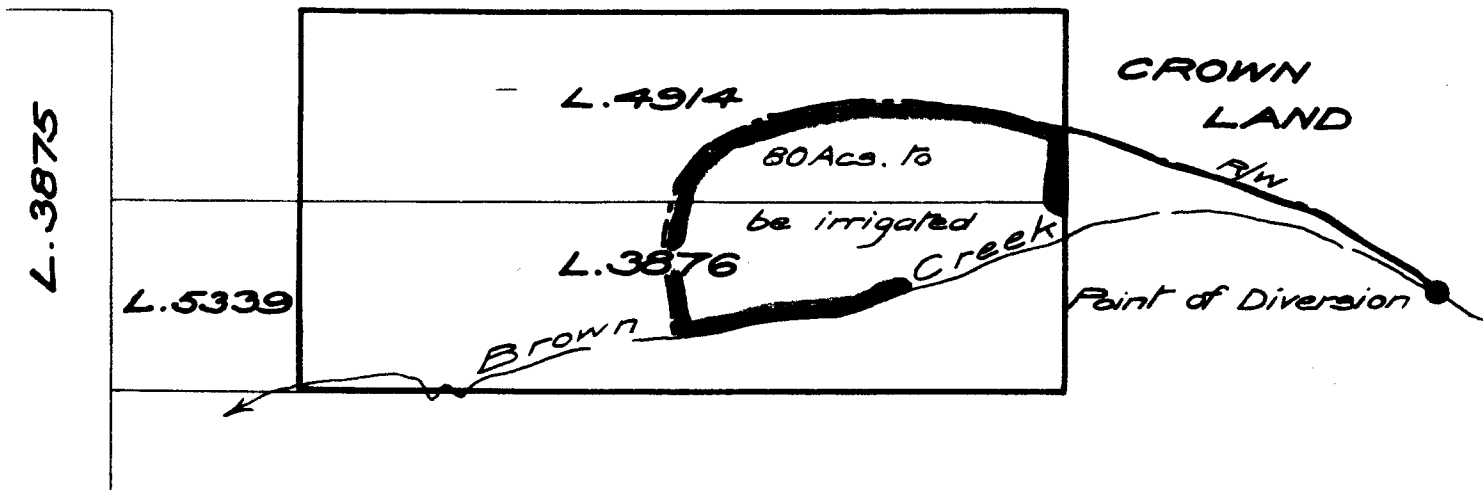 CROWN
LAND
L.4914
L.3875
80 Acs. to
R/W
be irrigated
L.3876
Brown Creek
L.5339
Point of Diversion